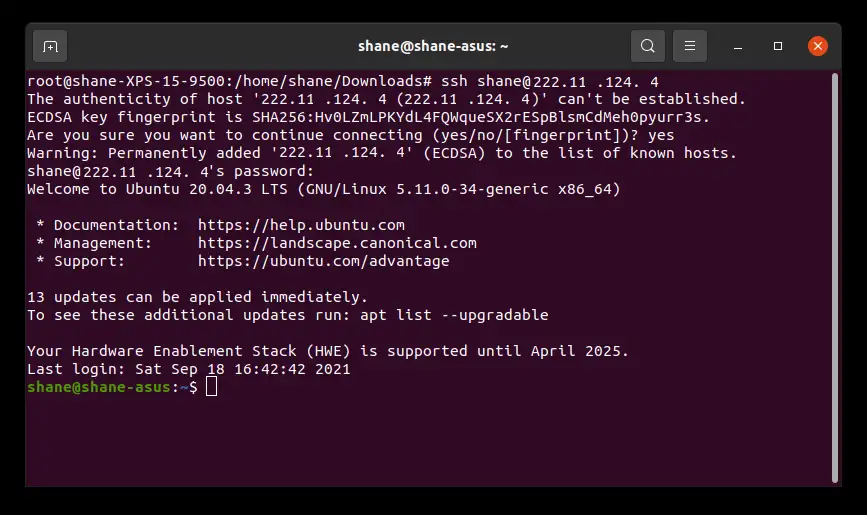 shane@shane-asus: ~
root@shane-XPS-15-9500:/home/shane/Downloads# ssh shane@222.11 .124. 4
The authenticity of host '222.11 .124. 4 (222.11 .124. 4)' can't be established.
ECDSA key fingerprint is SHA256:Hv0LZmLPKYdL4FQWqueSX2rESpBlsmCdMeh0pyurr3s.
Are you sure you want to continue connecting (yes/no/[fingerprint])? yes
Warning: Permanently added '222.11 .124. 4' (ECDSA) to the list of known hosts.
shane@222.11 .124. 4's password:
Welcome to Ubuntu 20.04.3 LTS (GNU/Linux 5.11.0-34-generic x86_64)
* Documentation:  https://help.ubuntu.com
* Management:     https://landscape.canonical.com
* Support:        https://ubuntu.com/advantage
13 updates can be applied immediately.
To see these additional updates run: apt list --upgradable
Your Hardware Enablement Stack (HWE) is supported until April 2025.
Last login: Sat Sep 18 16:42:42 2021
shane@shane-asus:~$